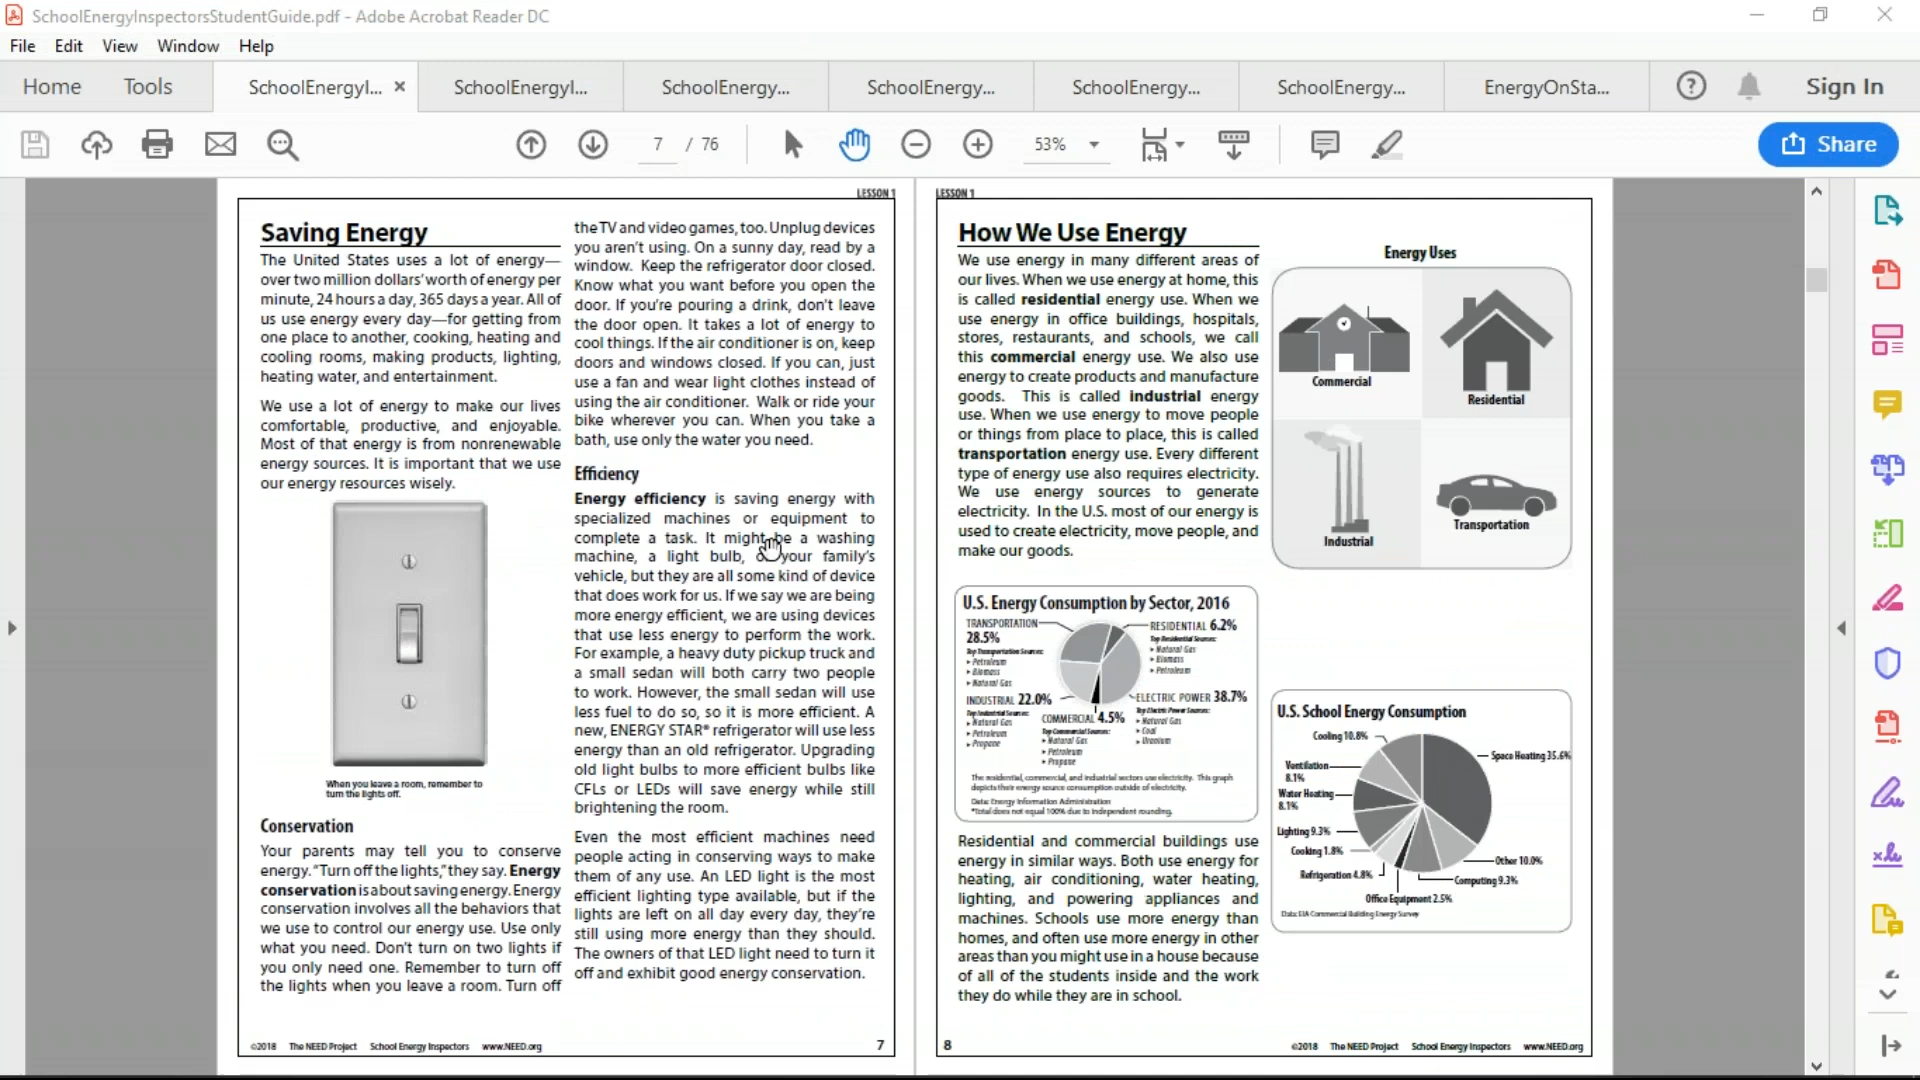 SchoolEnergyInspectorsStudentGuide.pdf - Adobe Acrobat Reader DC
File Edit View Window Help
Home Tools SchoolEnergyI... SchoolEnergyI... SchoolEnergy... SchoolEnergy... SchoolEnergy... SchoolEnergy... EnergyOnSta... Sign In
7 / 76 53% Share
LESSON 1
Saving Energy
The United States uses a lot of energy—
over two million dollars' worth of energy per
minute, 24 hours a day, 365 days a year. All of
us use energy every day—for getting from
one place to another, cooking, heating and
cooling rooms, making products, lighting,
heating water, and entertainment.
We use a lot of energy to make our lives
comfortable, productive, and enjoyable.
Most of that energy is from nonrenewable
energy sources. It is important that we use
our energy resources wisely.
When you leave a room, remember to
turn the lights off.
Conservation
Your parents may tell you to conserve
energy. "Turn off the lights," they say. Energy
conservation is about saving energy. Energy
conservation involves all the behaviors that
we use to control our energy use. Use only
what you need. Don't turn on two lights if
you only need one. Remember to turn off
the lights when you leave a room. Turn off
the TV and video games, too. Unplug devices
you aren't using. On a sunny day, read by a
window. Keep the refrigerator door closed.
Know what you want before you open the
door. If you're pouring a drink, don't leave
the door open. It takes a lot of energy to
cool things. If the air conditioner is on, keep
doors and windows closed. If you can, just
use a fan and wear light clothes instead of
using the air conditioner. Walk or ride your
bike wherever you can. When you take a
bath, use only the water you need.
Efficiency
Energy efficiency is saving energy with
specialized machines or equipment to
complete a task. It might be a washing
machine, a light bulb, or your family's
vehicle, but they are all some kind of device
that does work for us. If we say we are being
more energy efficient, we are using devices
that use less energy to perform the work.
For example, a heavy duty pickup truck and
a small sedan will both carry two people
to work. However, the small sedan will use
less fuel to do so, so it is more efficient. A
new, ENERGY STAR® refrigerator will use less
energy than an old refrigerator. Upgrading
old light bulbs to more efficient bulbs like
CFLs or LEDs will save energy while still
brightening the room.
Even the most efficient machines need
people acting in conserving ways to make
them of any use. An LED light is the most
efficient lighting type available, but if the
lights are left on all day every day, they're
still using more energy than they should.
The owners of that LED light need to turn it
off and exhibit good energy conservation.
©2018 The NEED Project School Energy Inspectors www.NEED.org 7
LESSON 1
How We Use Energy
We use energy in many different areas of
our lives. When we use energy at home, this
is called residential energy use. When we
use energy in office buildings, hospitals,
stores, restaurants, and schools, we call
this commercial energy use. We also use
energy to create products and manufacture
goods. This is called industrial energy
use. When we use energy to move people
or things from place to place, this is called
transportation energy use. Every different
type of energy use also requires electricity.
We use energy sources to generate
electricity. In the U.S. most of our energy is
used to create electricity, move people, and
make our goods.
Energy Uses
Commercial
Residential
Industrial
Transportation
U.S. Energy Consumption by Sector, 2016
TRANSPORTATION
28.5%
Top Transportation Sources:
▸ Petroleum
▸ Biomass
▸ Natural Gas
RESIDENTIAL 6.2%
Top Residential Sources:
▸ Natural Gas
▸ Biomass
▸ Petroleum
INDUSTRIAL 22.0%
Top Industrial Sources:
▸ Natural Gas
▸ Petroleum
▸ Propane
COMMERCIAL 4.5%
Top Commercial Sources:
▸ Natural Gas
▸ Petroleum
▸ Propane
ELECTRIC POWER 38.7%
Top Electric Power Sources:
▸ Natural Gas
▸ Coal
▸ Uranium
The residential, commercial, and industrial sectors use electricity. This graph
depicts their energy source consumption outside of electricity.
Data: Energy Information Administration
*Total does not equal 100% due to independent rounding.
Residential and commercial buildings use
energy in similar ways. Both use energy for
heating, air conditioning, water heating,
lighting, and powering appliances and
machines. Schools use more energy than
homes, and often use more energy in other
areas than you might use in a house because
of all of the students inside and the work
they do while they are in school.
U.S. School Energy Consumption
Cooling 10.8%
Space Heating 35.6%
Ventilation
8.1%
Water Heating
8.1%
Lighting 9.3%
Cooking 1.8%
Refrigeration 4.8%
Office Equipment 2.5%
Computing 9.3%
Other 10.0%
Data: EIA Commercial Building Energy Survey
8 ©2018 The NEED Project School Energy Inspectors www.NEED.org